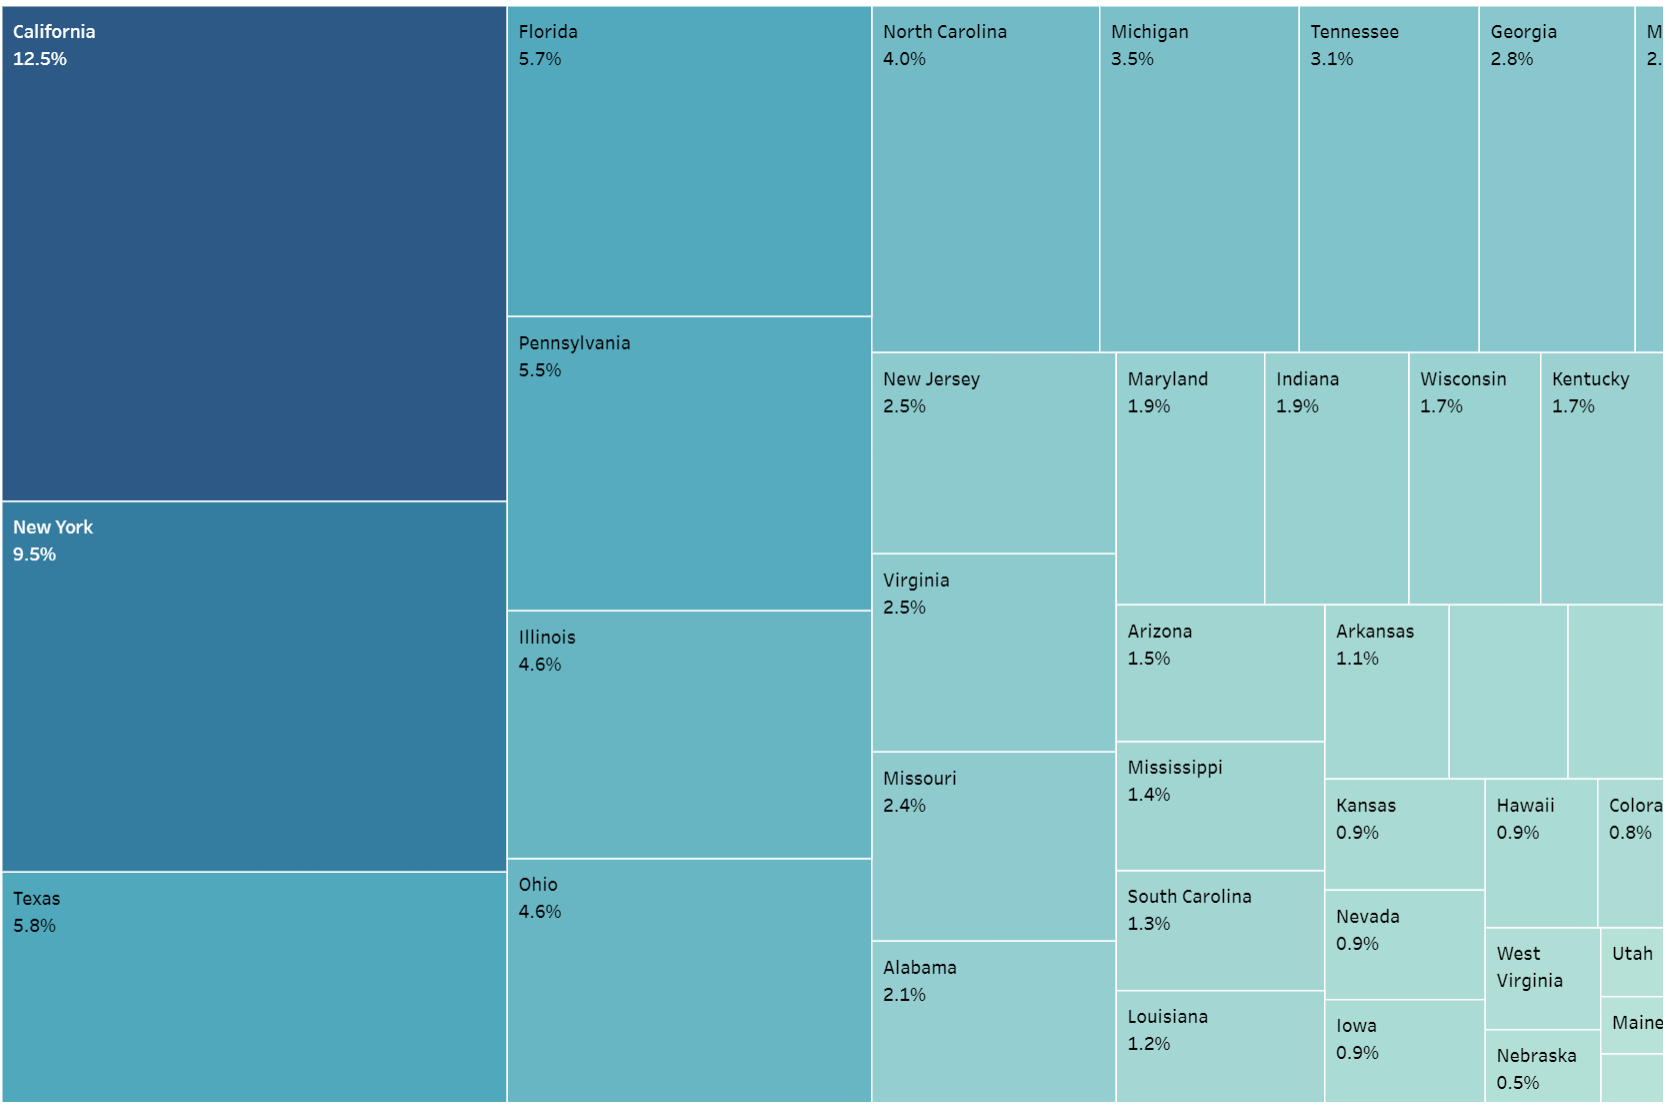 California
12.5%
New York
9.5%
Texas
5.8%
Florida
5.7%
Pennsylvania
5.5%
Illinois
4.6%
Ohio
4.6%
North Carolina
4.0%
Michigan
3.5%
Tennessee
3.1%
Georgia
2.8%
New Jersey
2.5%
Virginia
2.5%
Missouri
2.4%
Alabama
2.1%
Maryland
1.9%
Indiana
1.9%
Wisconsin
1.7%
Kentucky
1.7%
Arizona
1.5%
Mississippi
1.4%
South Carolina
1.3%
Louisiana
1.2%
Arkansas
1.1%
Kansas
0.9%
Nevada
0.9%
Iowa
0.9%
Hawaii
0.9%
Colora
0.8%
West
Virginia
Nebraska
0.5%
Utah
Maine